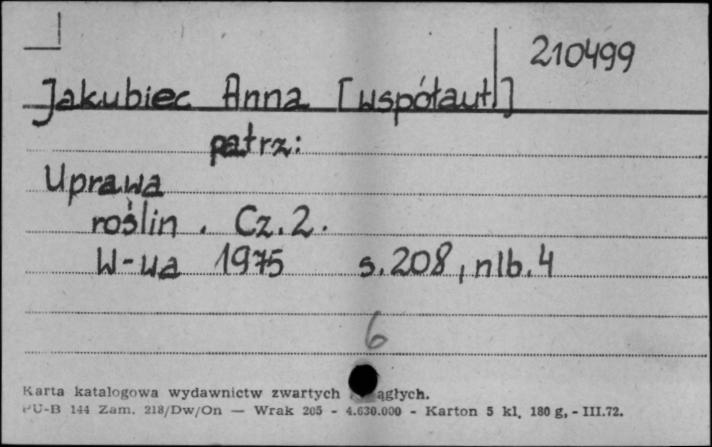 210499
Jakubiec Anna [współaut.]
patrz:
Uprawa
roślin. Cz. 2.
W-wa 1975 s. 208, nlb. 4
6
Karta katalogowa wydawnictw zwartych ągłych.
PU-B 144 Zam. 218/Dw/On — Wrak 205 - 4.630.000 - Karton 5 kl. 180 g, - III.72.